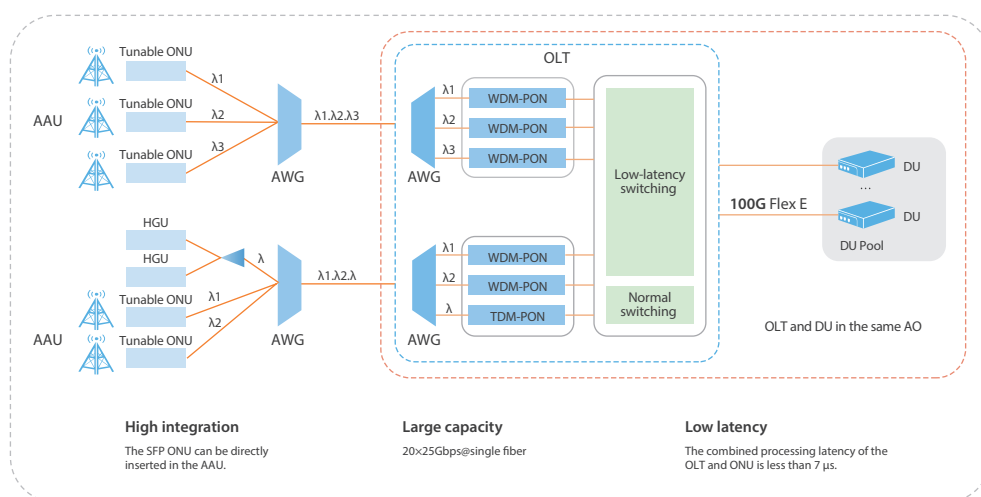 OLT
Tunable ONU
λ1
AAU
Tunable ONU
λ2
Tunable ONU
λ3
AWG
λ1.λ2.λ3
λ1
λ2
λ3
AWG
WDM-PON
WDM-PON
WDM-PON
Low-latency
switching
100G Flex E
DU
...
DU
DU Pool
HGU
HGU
λ
AAU
Tunable ONU
λ1
λ2
Tunable ONU
AWG
λ1.λ2.λ
λ1
λ2
λ
AWG
WDM-PON
WDM-PON
TDM-PON
Normal
switching
OLT and DU in the same AO
High integration
The SFP ONU can be directly
inserted in the AAU.
Large capacity
20×25Gbps@single fiber
Low latency
The combined processing latency of the
OLT and ONU is less than 7 μs.